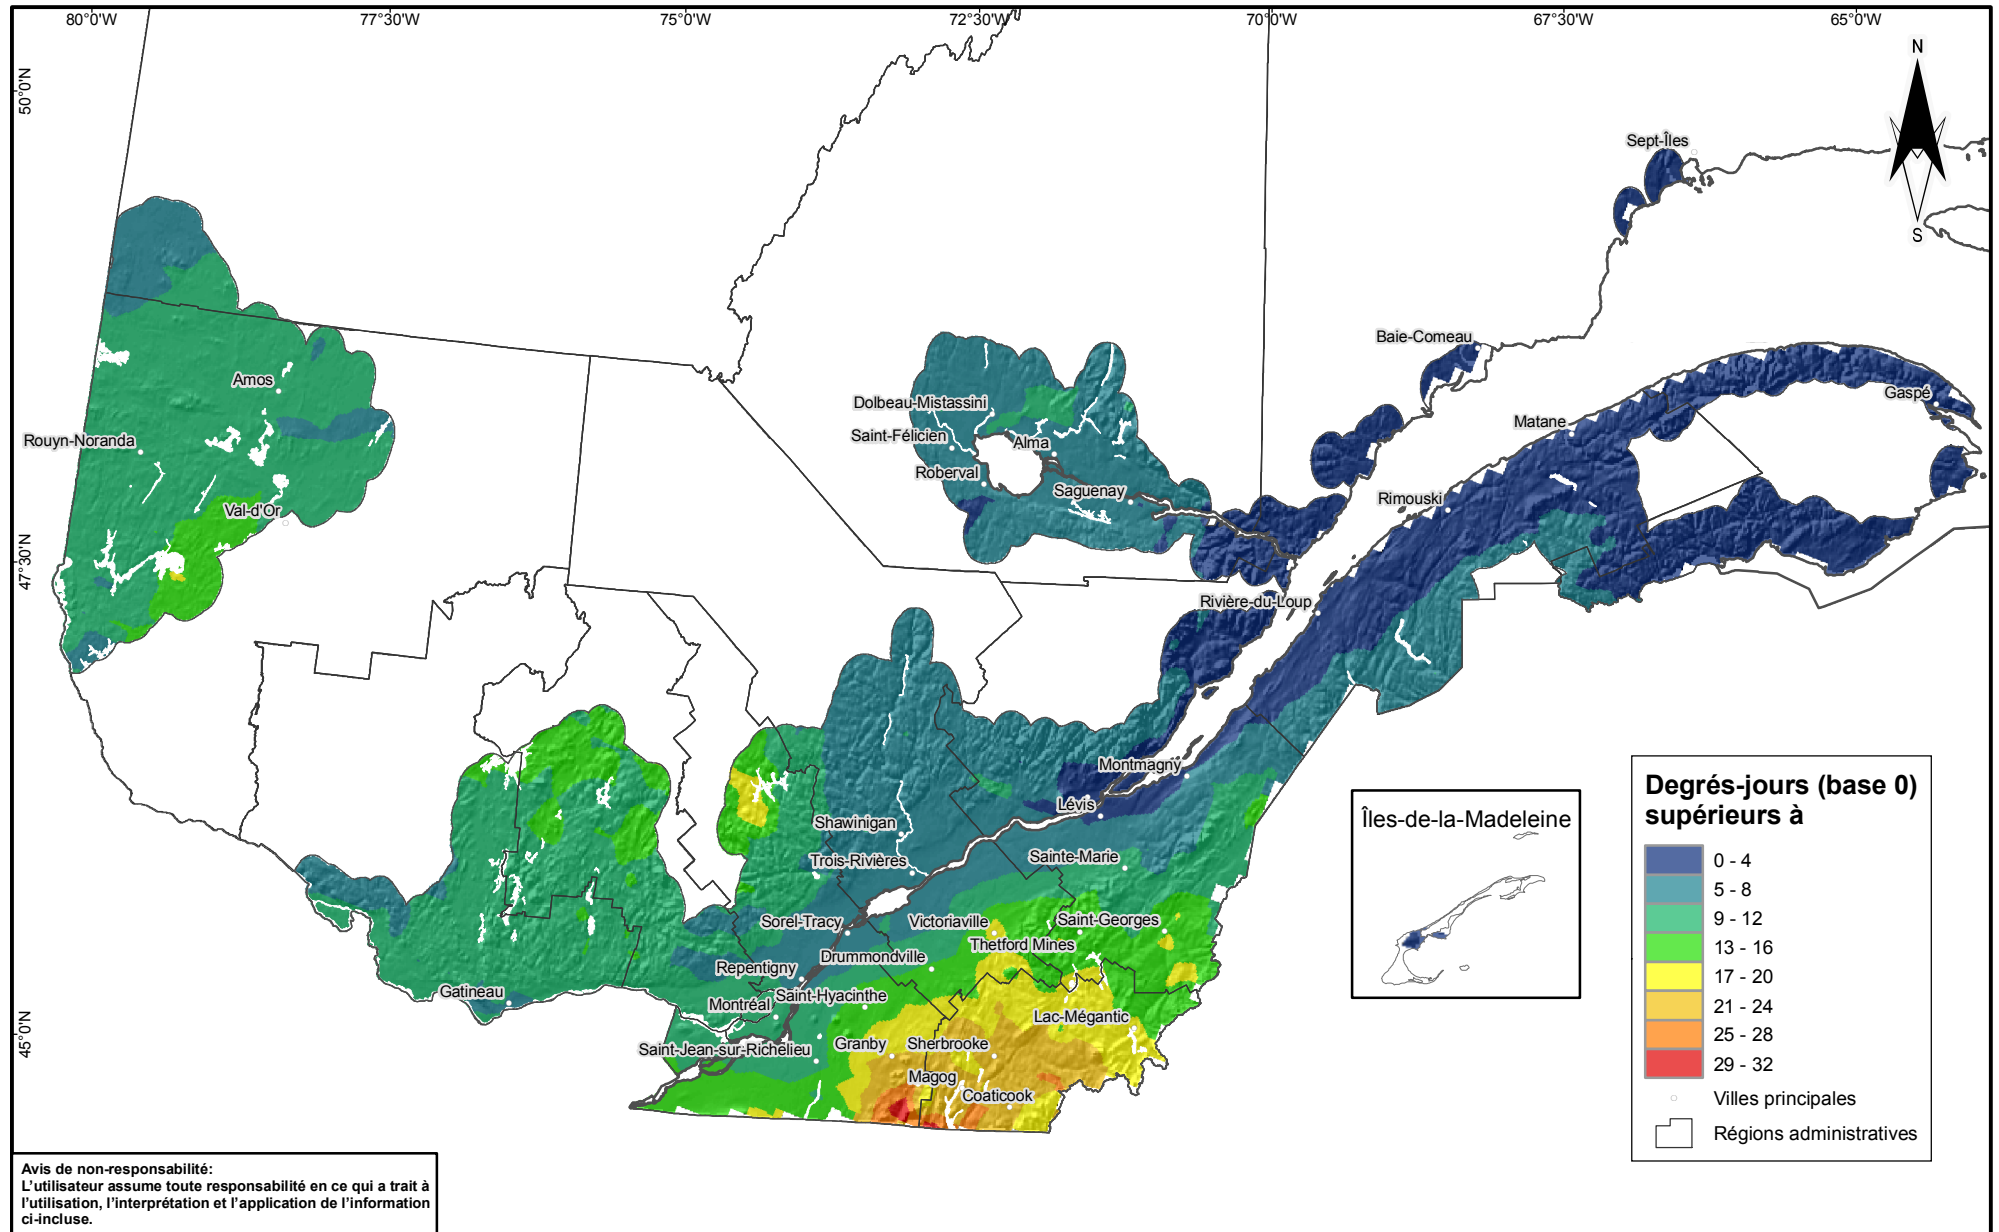 80°0'W
77°30'W
75°0'W
72°30'W
70°0'W
67°30'W
65°0'W
50°0'N
47°30'N
45°0'N
N
S
Sept-Îles
Baie-Comeau
Gaspé
Matane
Rimouski
Amos
Rouyn-Noranda
Val-d'Or
Dolbeau-Mistassini
Saint-Félicien
Alma
Roberval
Saguenay
Rivière-du-Loup
Montmagny
Lévis
Shawinigan
Trois-Rivières
Sainte-Marie
Sorel-Tracy
Victoriaville
Saint-Georges
Thetford Mines
Drummondville
Repentigny
Gatineau
Montréal
Saint-Hyacinthe
Lac-Mégantic
Saint-Jean-sur-Richelieu
Granby
Sherbrooke
Magog
Coaticook
Îles-de-la-Madeleine
Degrés-jours (base 0)
supérieurs à
0 - 4
5 - 8
9 - 12
13 - 16
17 - 20
21 - 24
25 - 28
29 - 32
Villes principales
Régions administratives
Avis de non-responsabilité:
L'utilisateur assume toute responsabilité en ce qui a trait à
l'utilisation, l'interprétation et l'application de l'information
ci-incluse.